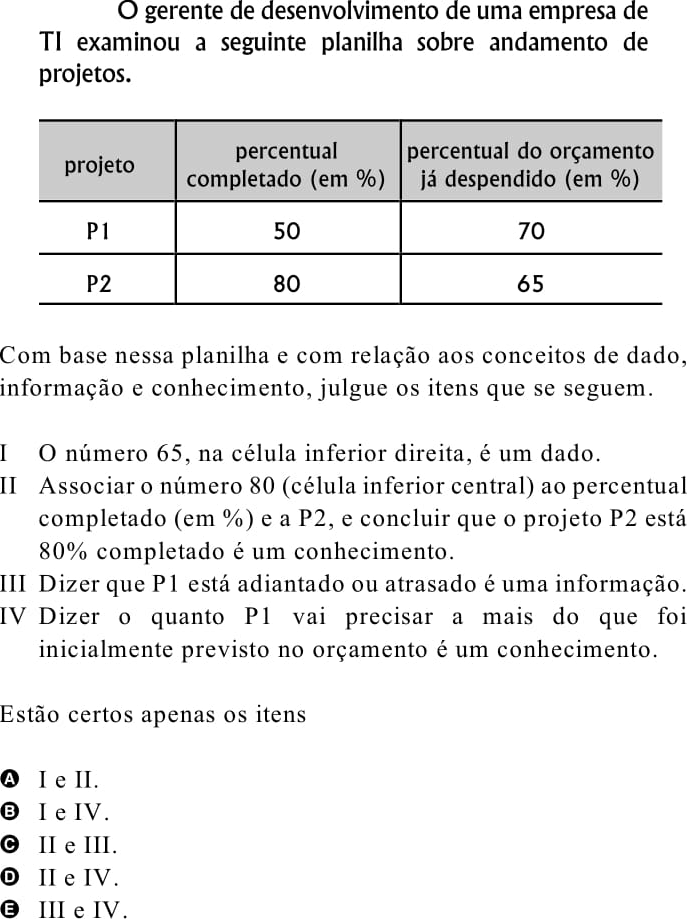 O gerente de desenvolvimento de uma empresa de
TI examinou a seguinte planilha sobre andamento de
projetos.
projeto percentual completado (em %) percentual do orçamento já despendido (em %)
P1 50 70
P2 80 65
Com base nessa planilha e com relação aos conceitos de dado,
informação e conhecimento, julgue os itens que se seguem.
I O número 65, na célula inferior direita, é um dado.
II Associar o número 80 (célula inferior central) ao percentual
completado (em %) e a P2, e concluir que o projeto P2 está
80% completado é um conhecimento.
III Dizer que P1 está adiantado ou atrasado é uma informação.
IV Dizer o quanto P1 vai precisar a mais do que foi
inicialmente previsto no orçamento é um conhecimento.
Estão certos apenas os itens
A I e II.
B I e IV.
C II e III.
D II e IV.
E III e IV.